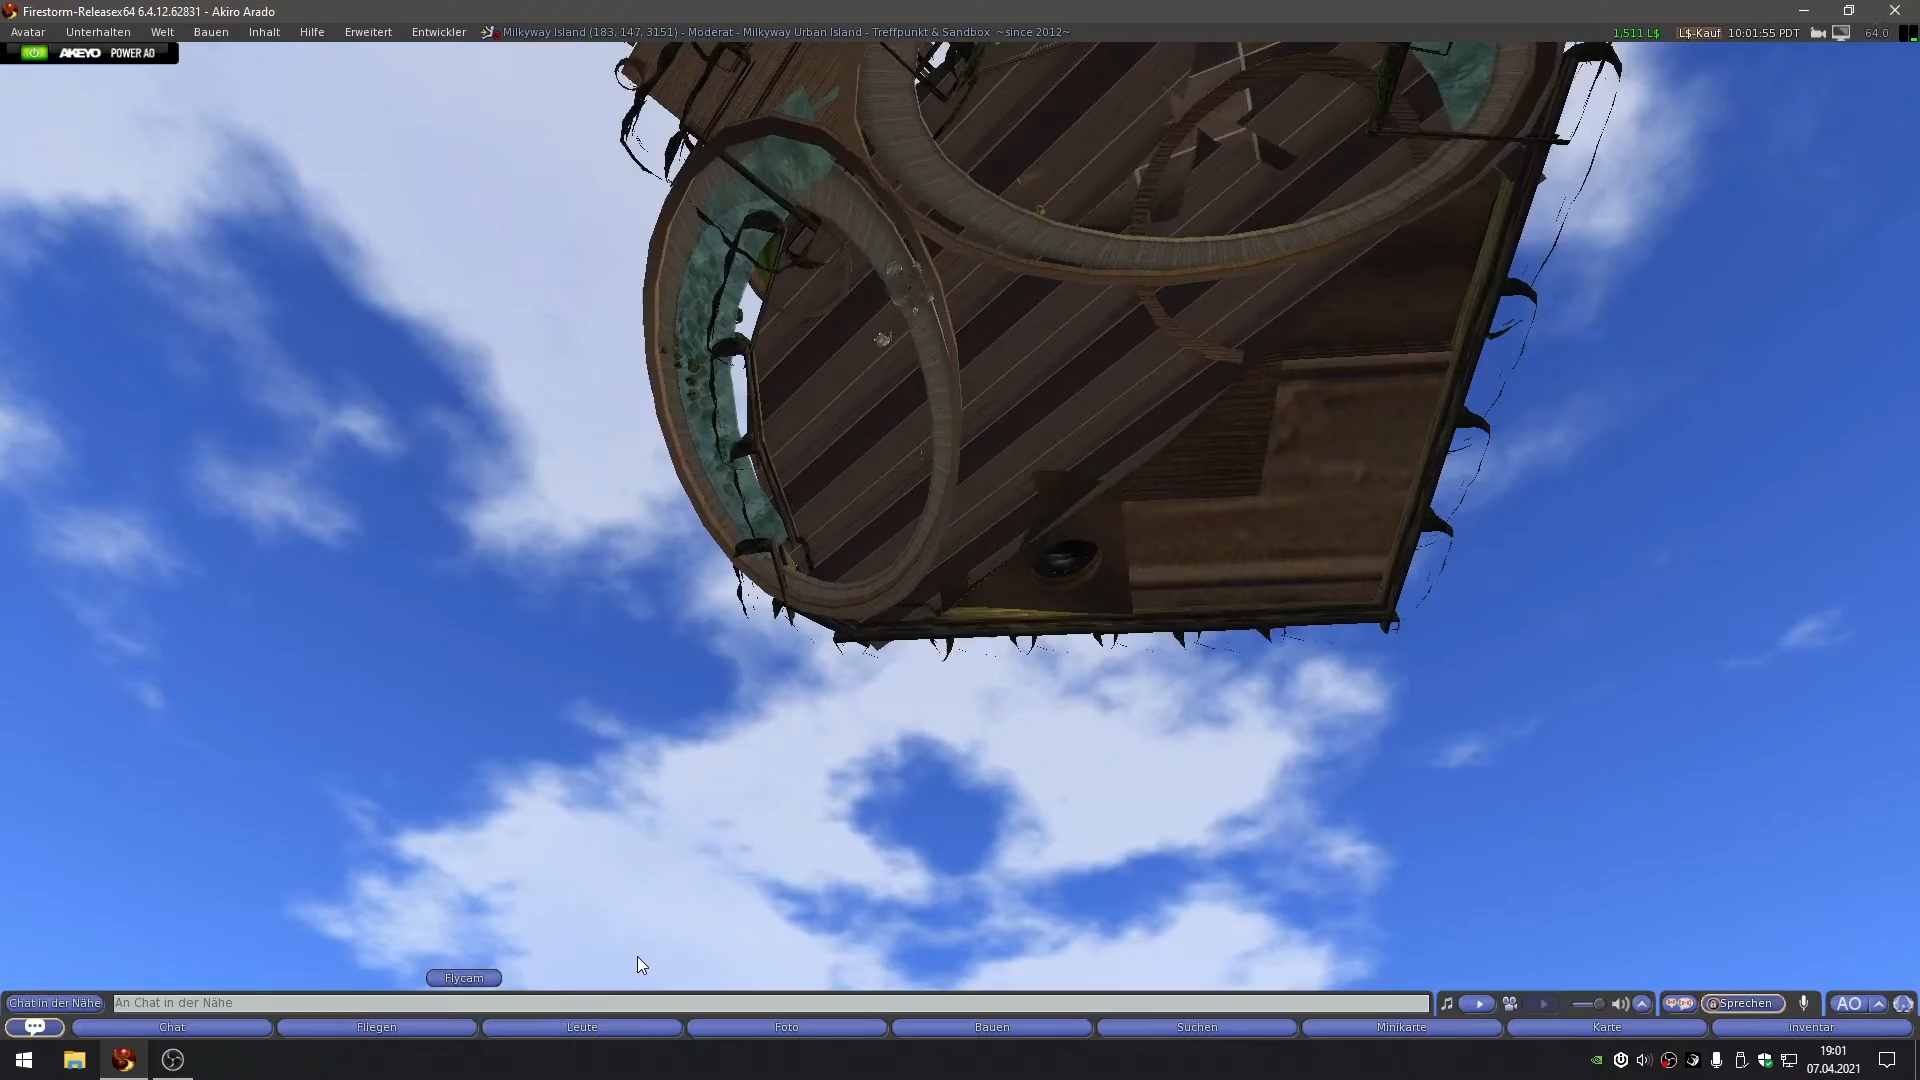 Firestorm-Releasex64 6.4.12.62831 - Akiro Arado
Avatar Unterhalten Welt Bauen Inhalt Hilfe Erweitert Entwickler Milkyway Island (183, 147, 3151) - Moderat - Milkyway Urban Island - Treffpunkt & Sandbox ~since 2012~ 1,511 L$ L$-Kauf 10:01:55 PDT 64.0
AKEYO POWER AO
Flycam
Chat in der Nähe An Chat in der Nähe Sprechen AO
Chat Fliegen Leute Foto Bauen Suchen Minikarte Karte Inventar
19:01
07.04.2021